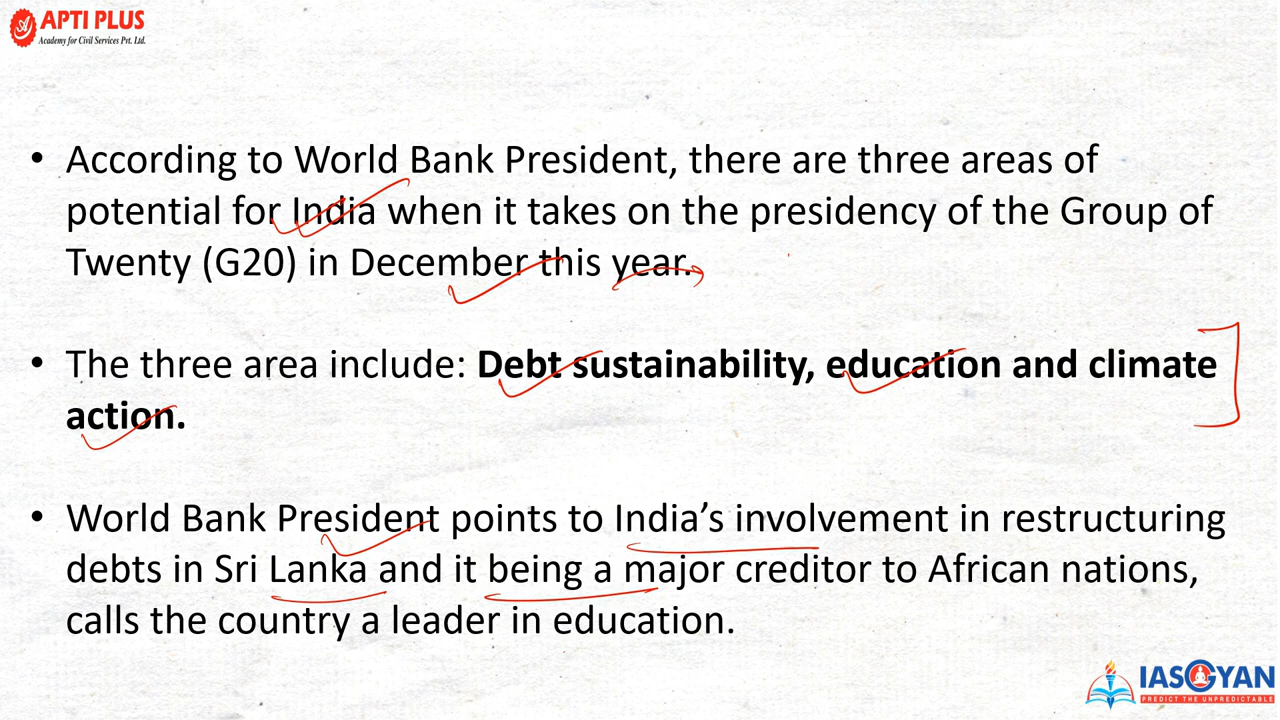 APTI PLUS
Academy for Civil Services Pvt. Ltd.
• According to World Bank President, there are three areas of
potential for India when it takes on the presidency of the Group of
Twenty (G20) in December this year.
• The three area include: Debt sustainability, education and climate
action.
• World Bank President points to India's involvement in restructuring
debts in Sri Lanka and it being a major creditor to African nations,
calls the country a leader in education.
IASGYAN
PREDICT THE UNPREDICTABLE